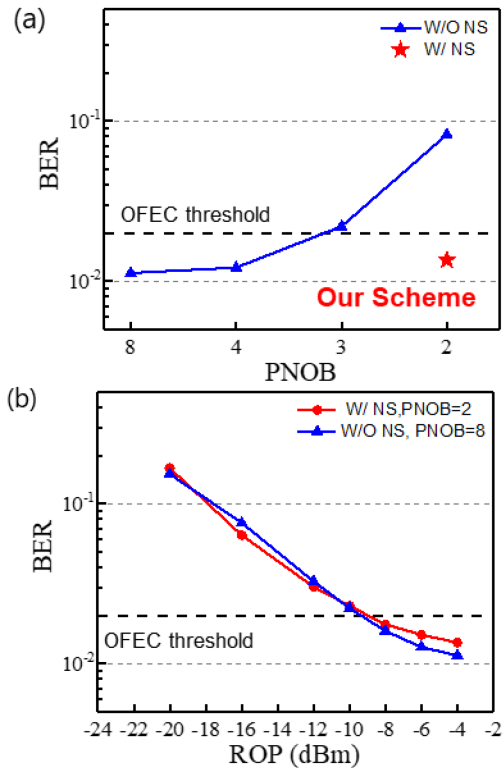 (a)
W/O NS
W/ NS
10-1
BER
OFEC threshold
10-2
Our Scheme
8 4 3 2
PNOB
(b)
W/ NS,PNOB=2
W/O NS, PNOB=8
10-1
BER
OFEC threshold
10-2
-24 -22 -20 -18 -16 -14 -12 -10 -8 -6 -4 -2
ROP (dBm)